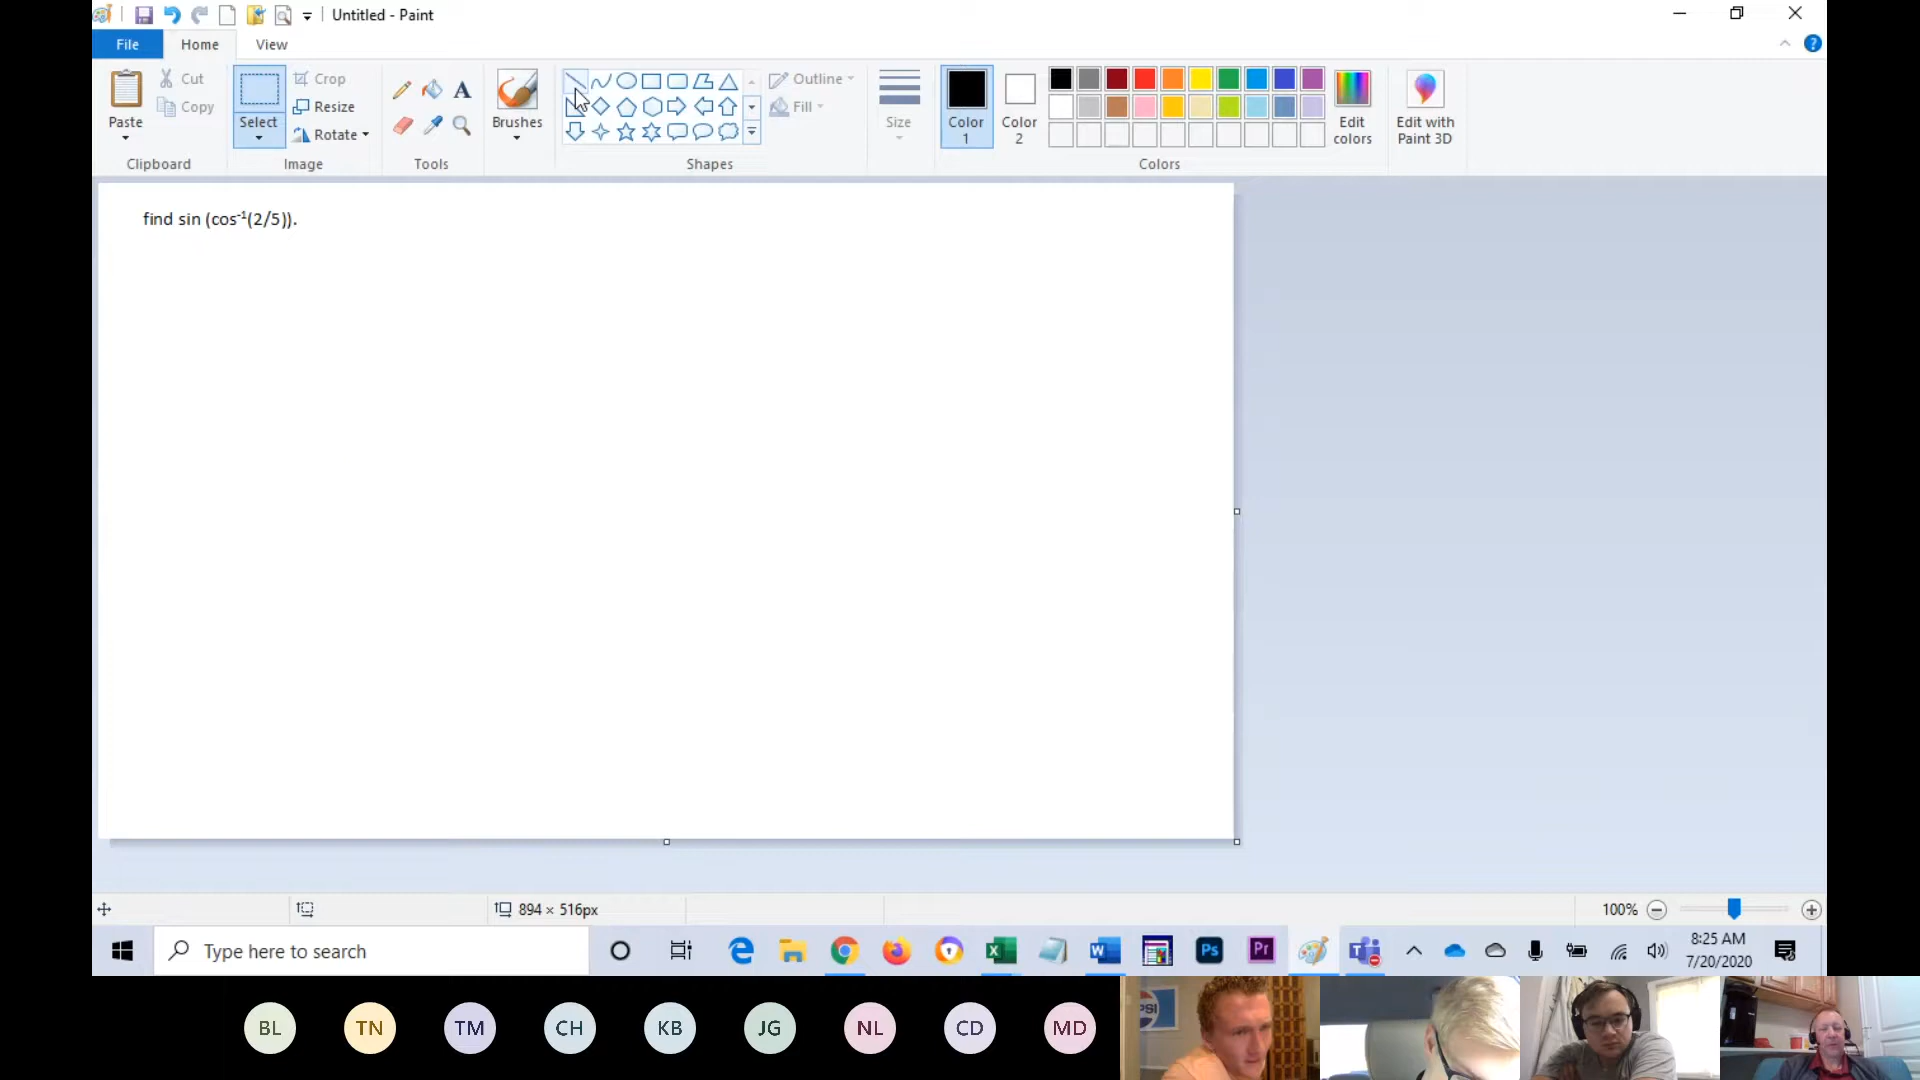 Untitled - Paint
File
Home
View
Paste
Cut
Copy
Clipboard
Select
Crop
Resize
Rotate
Image
Tools
Brushes
Shapes
Outline
Fill
Size
Color 1
Color 2
Edit colors
Colors
Edit with Paint 3D
find sin (cos⁻¹(2/5)).
894 × 516px
100%
Type here to search
Ps
Pr
8:25 AM
7/20/2020
BL TN TM CH KB JG NL CD MD
PSI